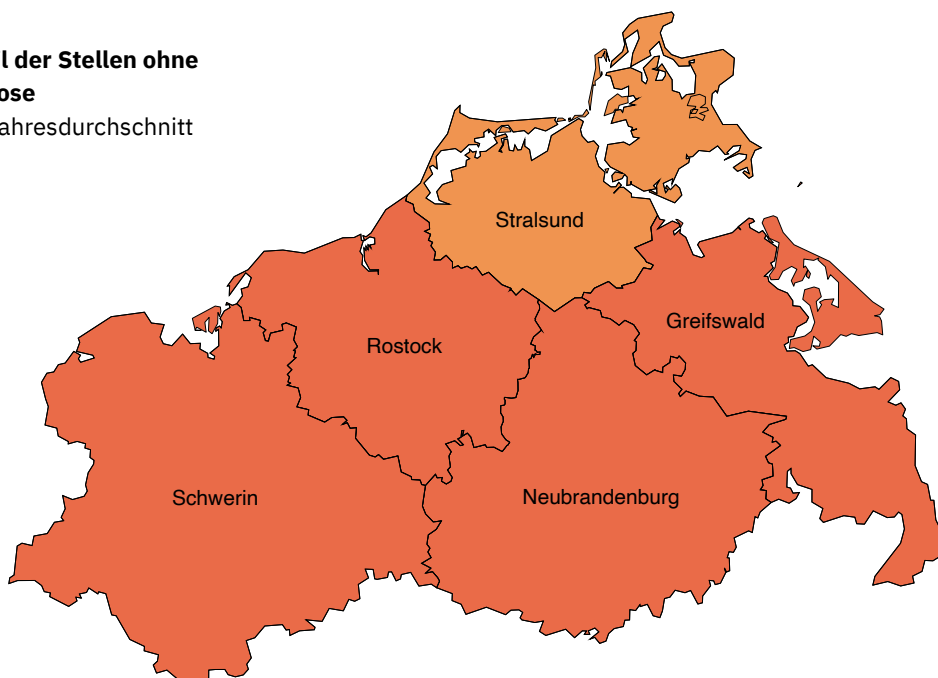 l der Stellen ohne
ose
ahresdurchschnitt
Stralsund
Greifswald
Rostock
Schwerin
Neubrandenburg